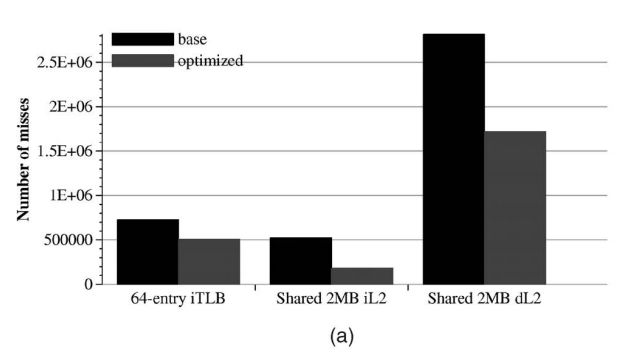 base
optimized
Number of misses
2.5E+06
2E+06
1.5E+06
1E+06
500000
0
64-entry iTLB
Shared 2MB iL2
Shared 2MB dL2
(a)